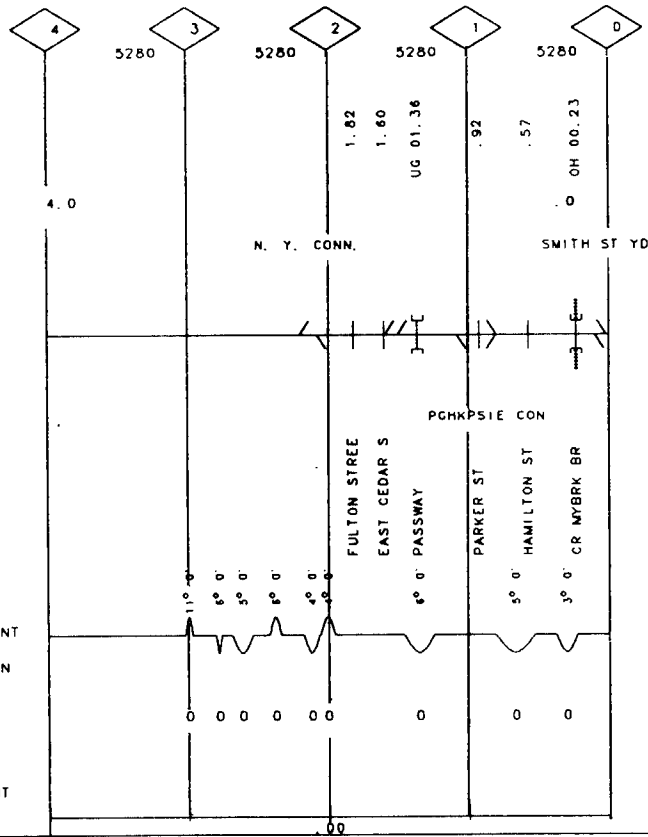 4 3 2 1 0
5280 5280 5280 5280
1.82
1.60
UG 01.36
.92
.57
.0
OH 00.23
4.0
N. Y. CONN.
SMITH ST YD
PGHKPSIE CON
FULTON STREE
EAST CEDAR S
PASSWAY
PARKER ST
HAMILTON ST
CR MYBRK BR
11° 0' 6° 0' 5° 0' 6° 0' 4° 0' 4° 0' 6° 0' 5° 0' 3° 0'
NT
N
0 0 0 0 0 0 0 0 0
T
.00